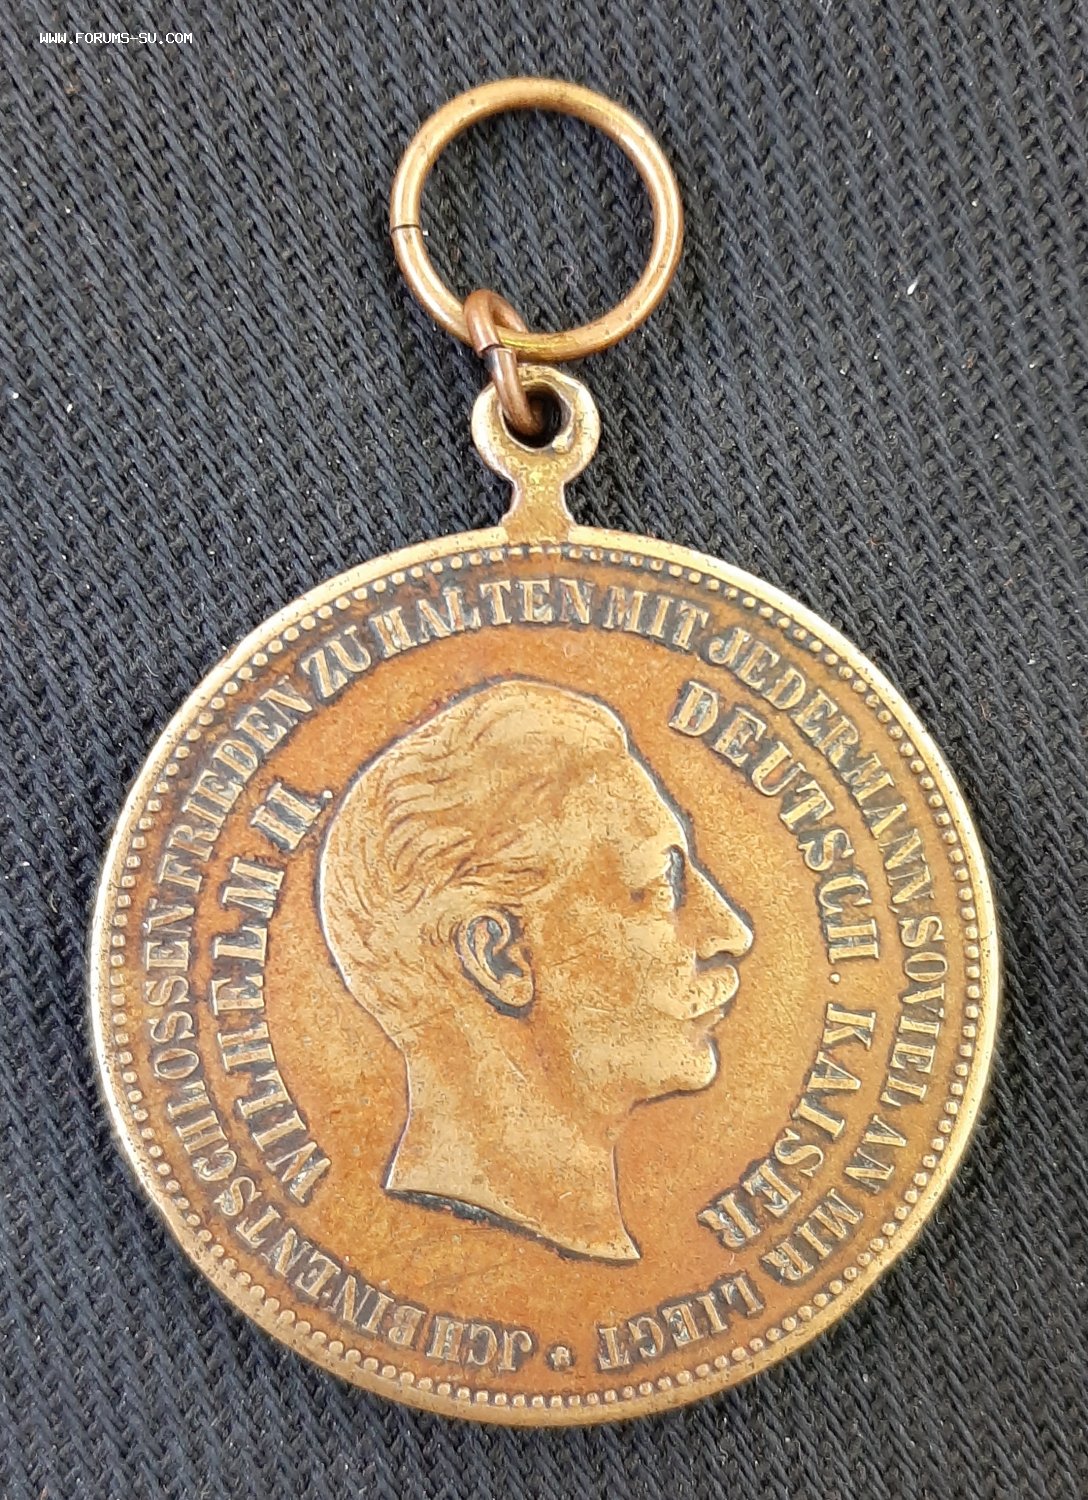 WWW.FORUMS-SU.COM
JCH BIN ENTSCHLOSSEN FRIEDEN ZU HALTEN MIT JEDERMANN SOVIEL AN MIR LIEGT
WILHELM II. DEUTSCH. KAISER